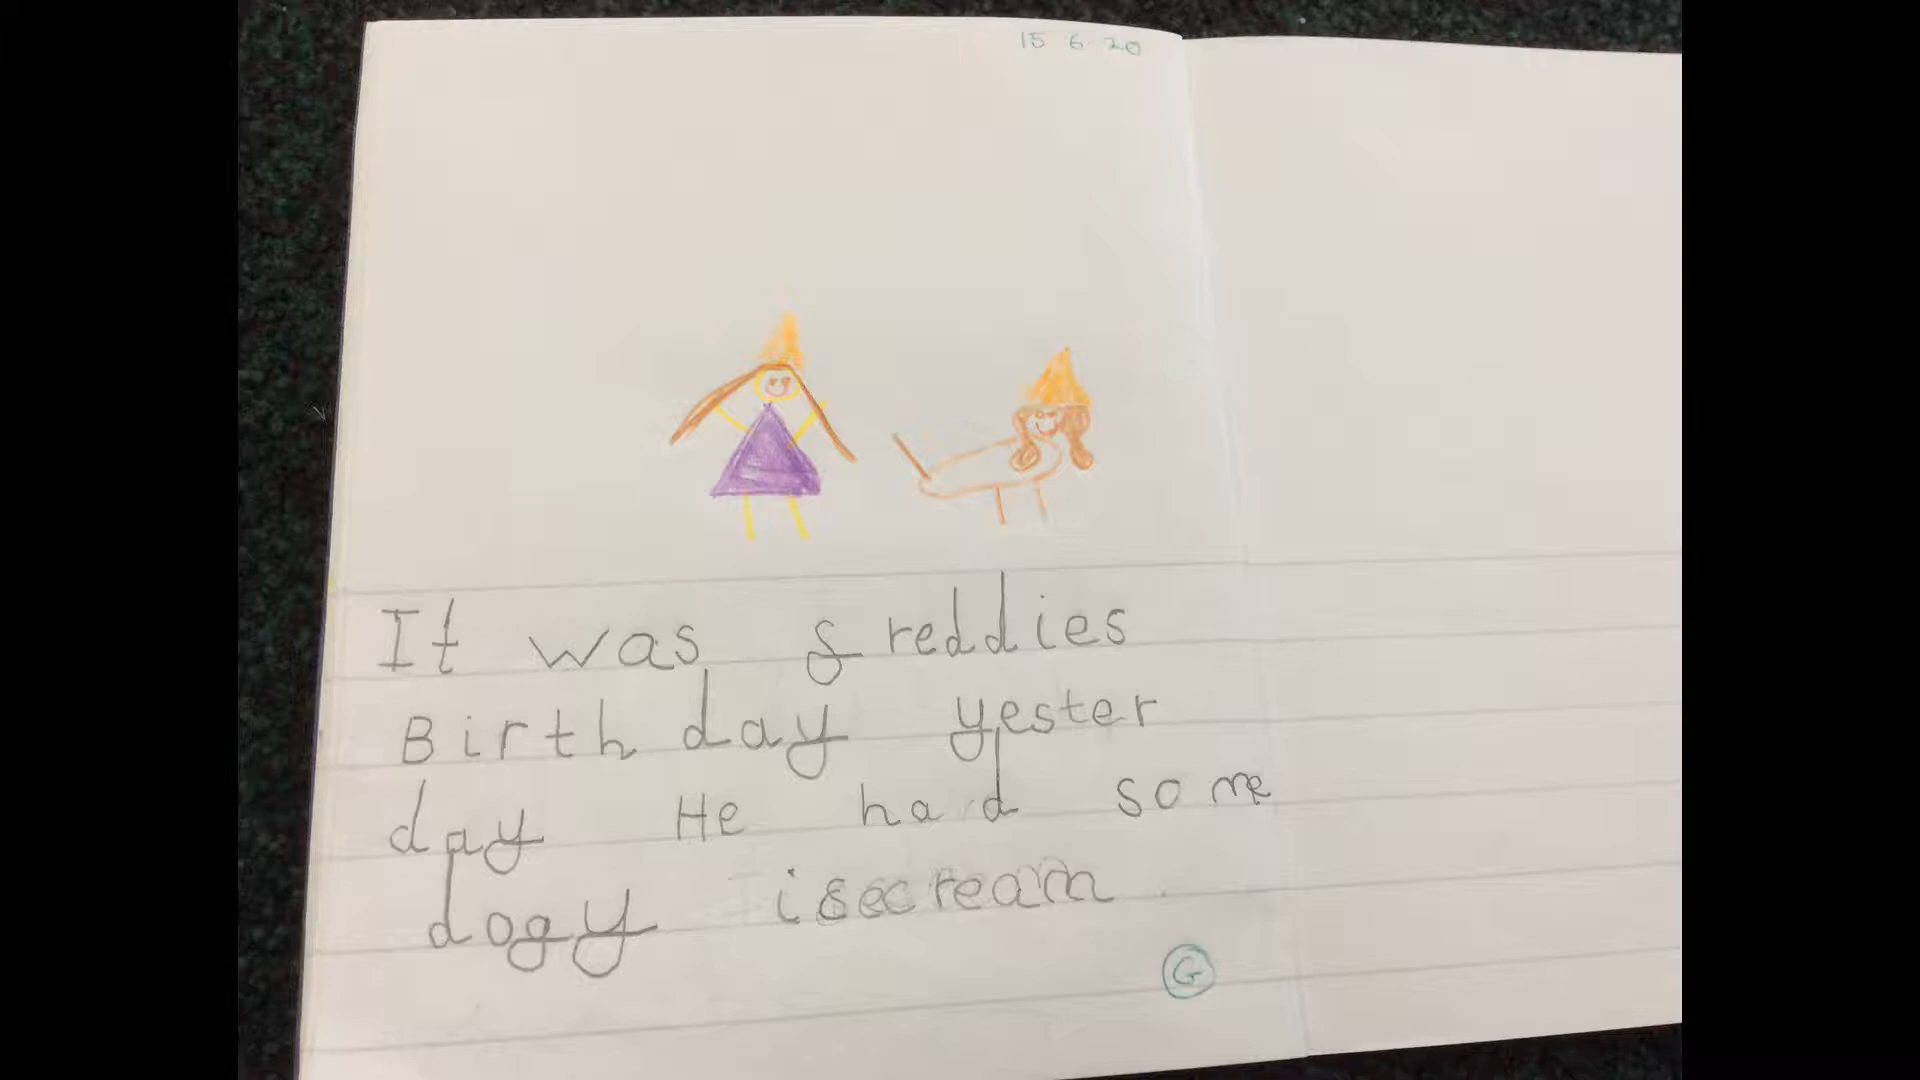 15 6 20
It was freddies
Birth day yester
day He had some
dogy isecream
G